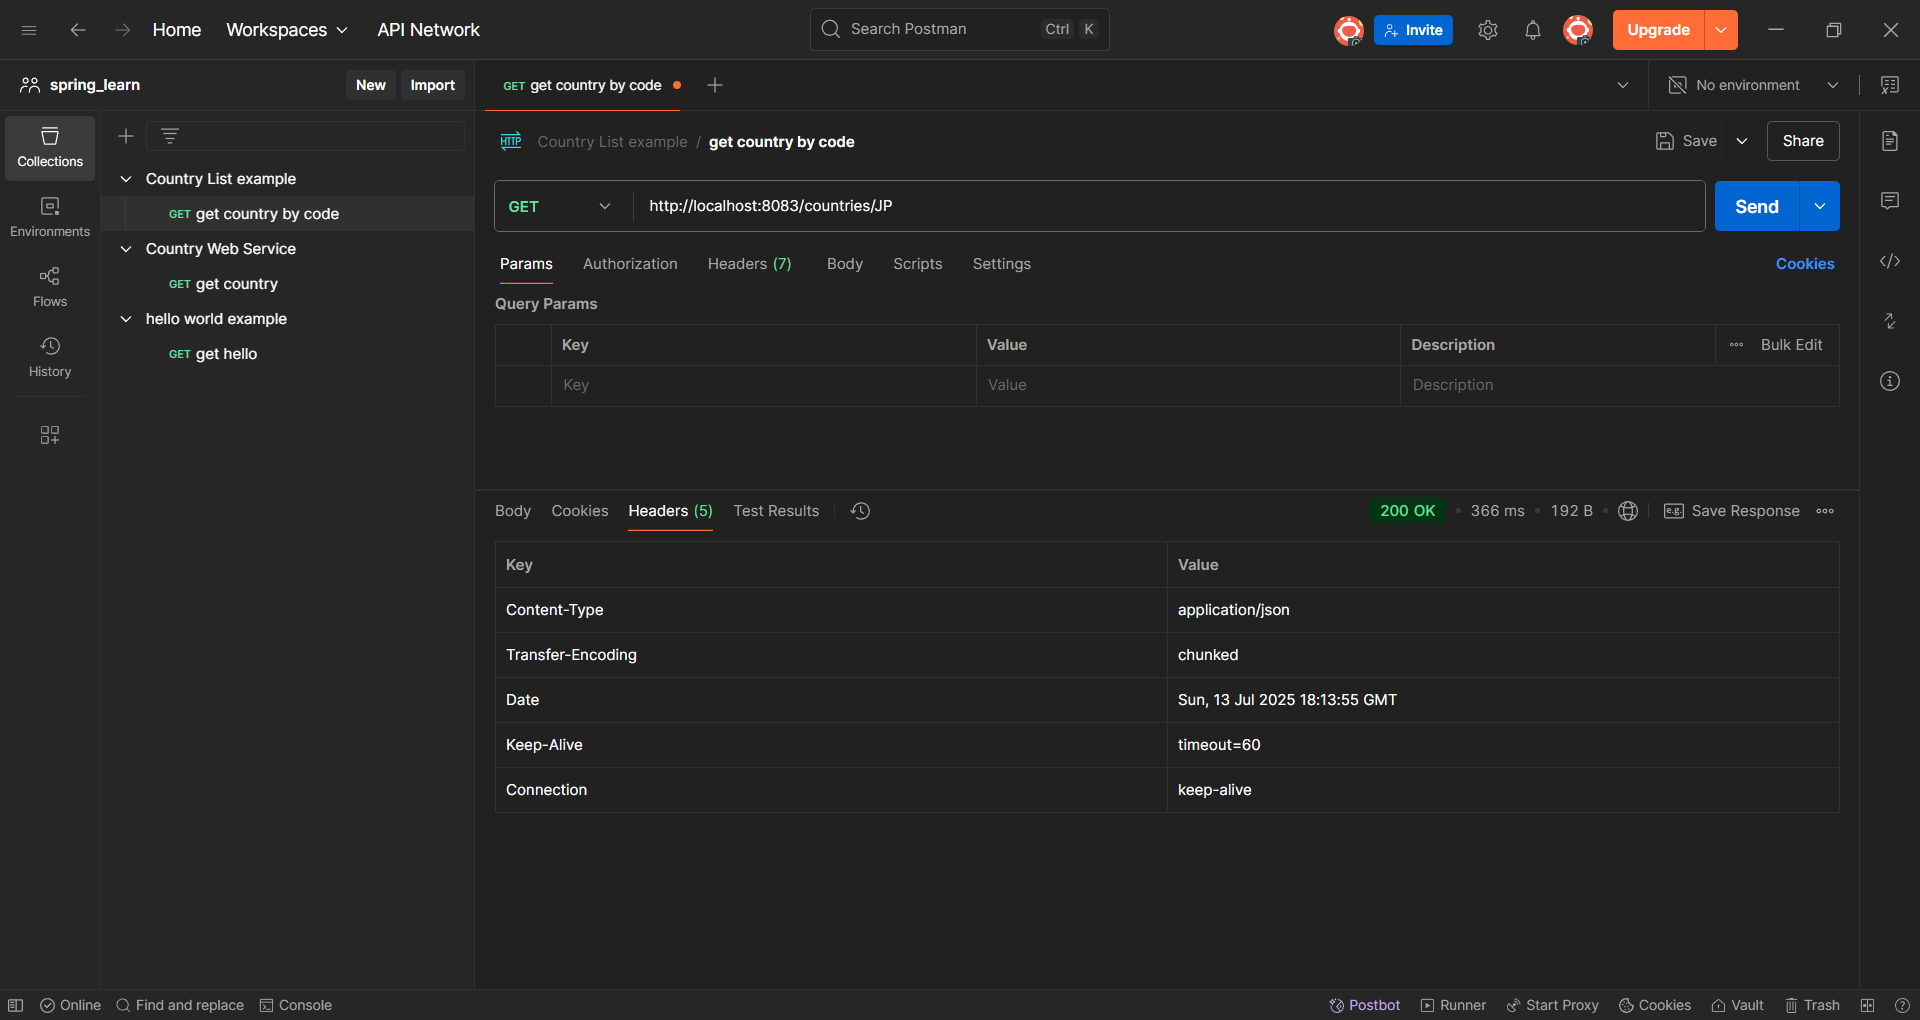 Home Workspaces API Network Search Postman Ctrl K Invite Upgrade
spring_learn New Import GET get country by code No environment
HTTP Country List example / get country by code Save Share
Collections
Environments
Flows
History
Country List example
GET get country by code
Country Web Service
GET get country
hello world example
GET get hello
GET http://localhost:8083/countries/JP Send
Params Authorization Headers (7) Body Scripts Settings Cookies
Query Params
Key Value Description Bulk Edit
Key Value Description
Body Cookies Headers (5) Test Results 200 OK • 366 ms • 192 B • e.g. Save Response
Key Value
Content-Type application/json
Transfer-Encoding chunked
Date Sun, 13 Jul 2025 18:13:55 GMT
Keep-Alive timeout=60
Connection keep-alive
Online Find and replace Console Postbot Runner Start Proxy Cookies Vault Trash